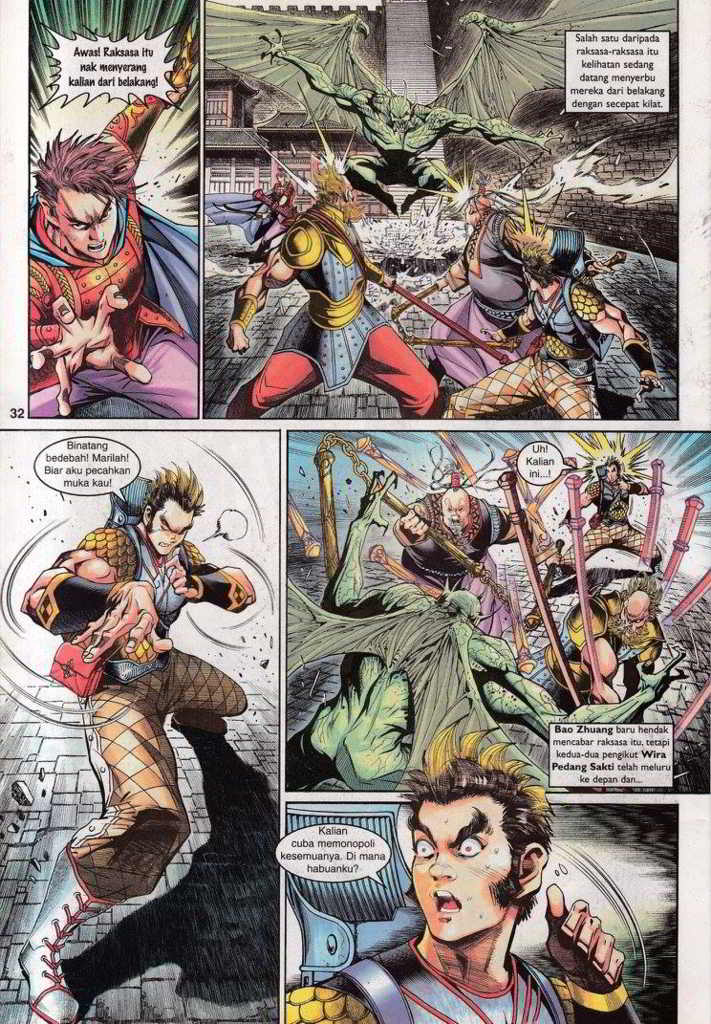 Awas! Raksasa itu
nak menyerang
kalian dari belakang!
Salah satu daripada
raksasa-raksasa itu
kelihatan sedang
datang menyerbu
mereka dari belakang
dengan secepat kilat.
32
Binatang
bedebah! Marilah!
Biar aku pecahkan
muka kau!
Uh!
Kalian
ini...!
Bao Zhuang baru hendak
mencabar raksasa itu, tetapi
kedua-dua pengikut Wira
Pedang Sakti telah meluru
ke depan dan...
Kalian
cuba memonopoli
kesemuanya. Di mana
habuanku?